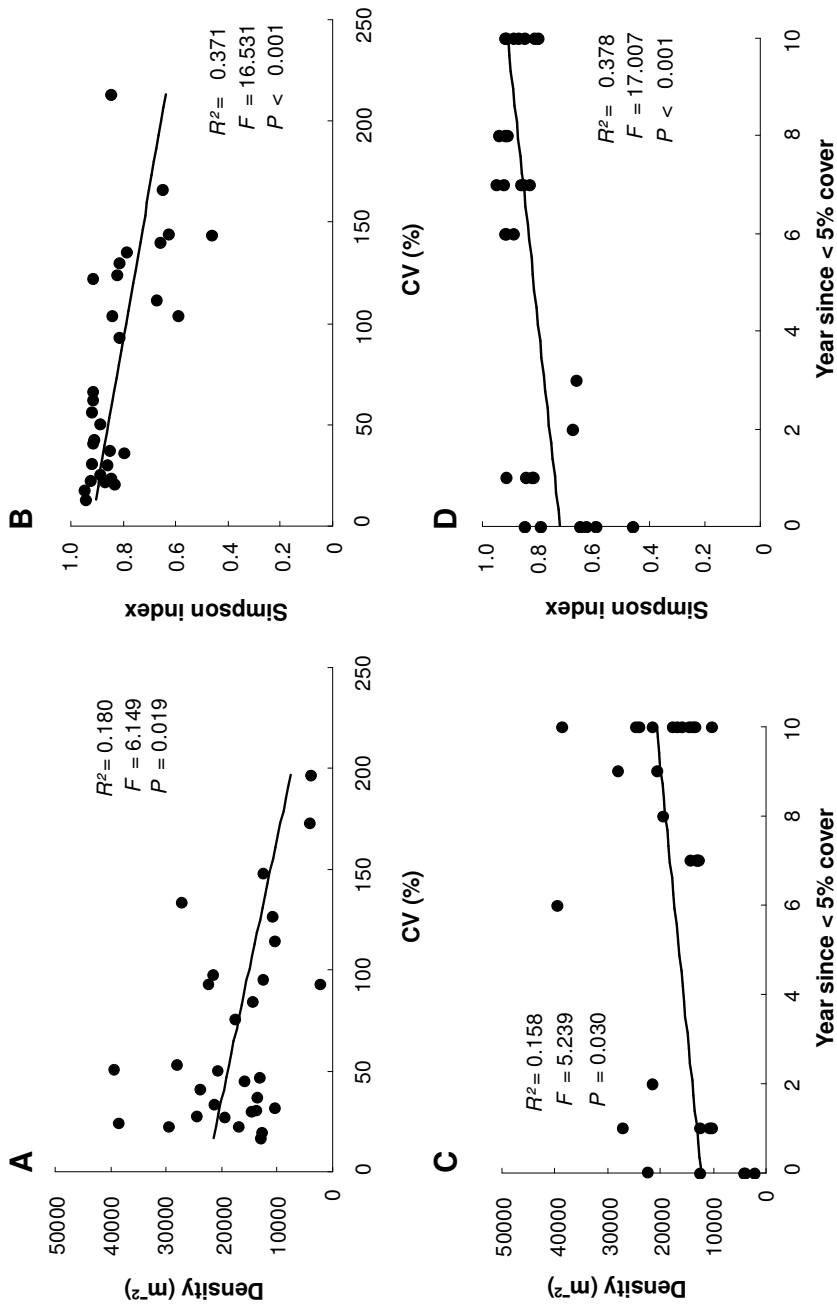 A
50000
40000
30000
20000
10000
0
Density (m⁻²)
R² = 0.180
F = 6.149
P = 0.019
0 50 100 150 200 250
CV (%)
B
1.0
0.8
0.6
0.4
0.2
0
Simpson index
R² = 0.371
F = 16.531
P < 0.001
0 50 100 150 200 250
CV (%)
C
50000
40000
30000
20000
10000
0
Density (m⁻²)
R² = 0.158
F = 5.239
P = 0.030
0 2 4 6 8 10
Year since < 5% cover
D
1.0
0.8
0.6
0.4
0.2
0
Simpson index
R² = 0.378
F = 17.007
P < 0.001
0 2 4 6 8 10
Year since < 5% cover